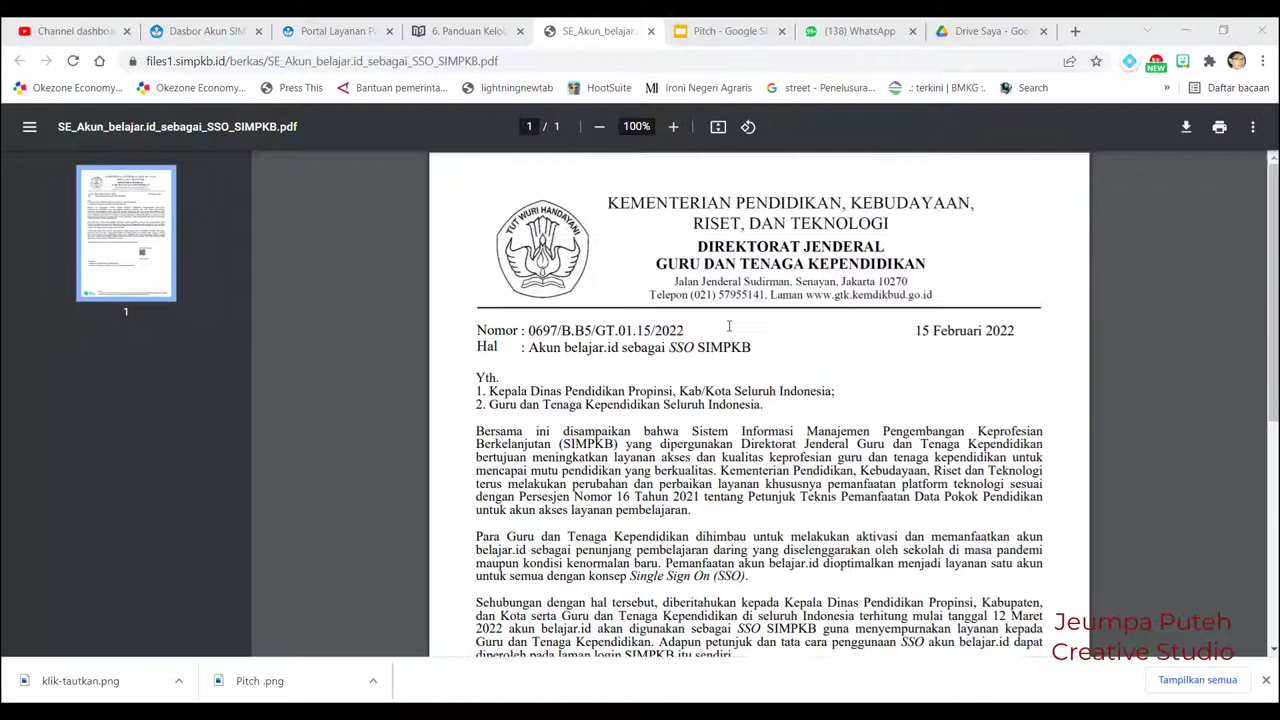 Channel dashboa
Dasbor Akun SIM
Portal Layanan P
6. Panduan Kelol
SE_Akun_belajar.
Pitch - Google Sl
(138) WhatsApp
Drive Saya - Goo
files1.simpkb.id/berkas/SE_Akun_belajar.id_sebagai_SSO_SIMPKB.pdf
NEW
Okezone Economy...
Okezone Economy...
Press This
Bantuan pemerinta...
lightningnewtab
HootSuite
Ironi Negeri Agraris
street - Penelusura...
.: terkini | BMKG :.
Search
»
Daftar bacaan
SE_Akun_belajar.id_sebagai_SSO_SIMPKB.pdf
1 / 1
100%
1
TUT WURI HANDAYANI
KEMENTERIAN PENDIDIKAN, KEBUDAYAAN,
RISET, DAN TEKNOLOGI
DIREKTORAT JENDERAL
GURU DAN TENAGA KEPENDIDIKAN
Jalan Jenderal Sudirman, Senayan, Jakarta 10270
Telepon (021) 57955141, Laman www.gtk.kemdikbud.go.id
Nomor : 0697/B.B5/GT.01.15/2022 15 Februari 2022
Hal : Akun belajar.id sebagai SSO SIMPKB
Yth.
1. Kepala Dinas Pendidikan Propinsi, Kab/Kota Seluruh Indonesia;
2. Guru dan Tenaga Kependidikan Seluruh Indonesia.
Bersama ini disampaikan bahwa Sistem Informasi Manajemen Pengembangan Keprofesian
Berkelanjutan (SIMPKB) yang dipergunakan Direktorat Jenderal Guru dan Tenaga Kependidikan
bertujuan meningkatkan layanan akses dan kualitas keprofesian guru dan tenaga kependidikan untuk
mencapai mutu pendidikan yang berkualitas. Kementerian Pendidikan, Kebudayaan, Riset dan Teknologi
terus melakukan perubahan dan perbaikan layanan khususnya pemanfaatan platform teknologi sesuai
dengan Persesjen Nomor 16 Tahun 2021 tentang Petunjuk Teknis Pemanfaatan Data Pokok Pendidikan
untuk akun akses layanan pembelajaran.
Para Guru dan Tenaga Kependidikan dihimbau untuk melakukan aktivasi dan memanfaatkan akun
belajar.id sebagai penunjang pembelajaran daring yang diselenggarakan oleh sekolah di masa pandemi
maupun kondisi kenormalan baru. Pemanfaatan akun belajar.id dioptimalkan menjadi layanan satu akun
untuk semua dengan konsep Single Sign On (SSO).
Sehubungan dengan hal tersebut, diberitahukan kepada Kepala Dinas Pendidikan Propinsi, Kabupaten,
dan Kota serta Guru dan Tenaga Kependidikan di seluruh Indonesia terhitung mulai tanggal 12 Maret
2022 akun belajar.id akan digunakan sebagai SSO SIMPKB guna menyempurnakan layanan kepada
Guru dan Tenaga Kependidikan. Adapun petunjuk dan tata cara penggunaan SSO akun belajar.id dapat
diperoleh pada laman login SIMPKB itu sendiri.
Jeumpa Puteh
Creative Studio
klik-tautkan.png
Pitch .png
Tampilkan semua